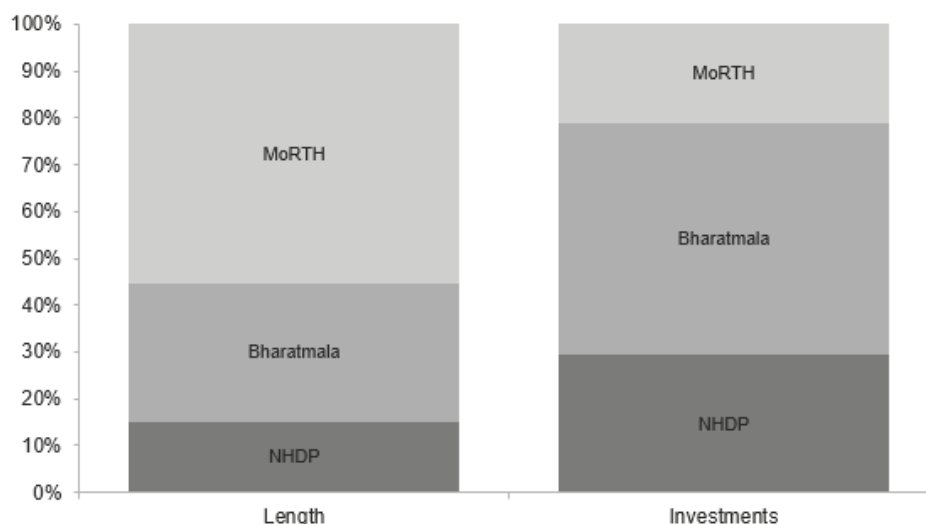 100%
90%
80%
70%
60%
50%
40%
30%
20%
10%
0%
MoRTH
Bharatmala
NHDP
MoRTH
Bharatmala
NHDP
Length
Investments